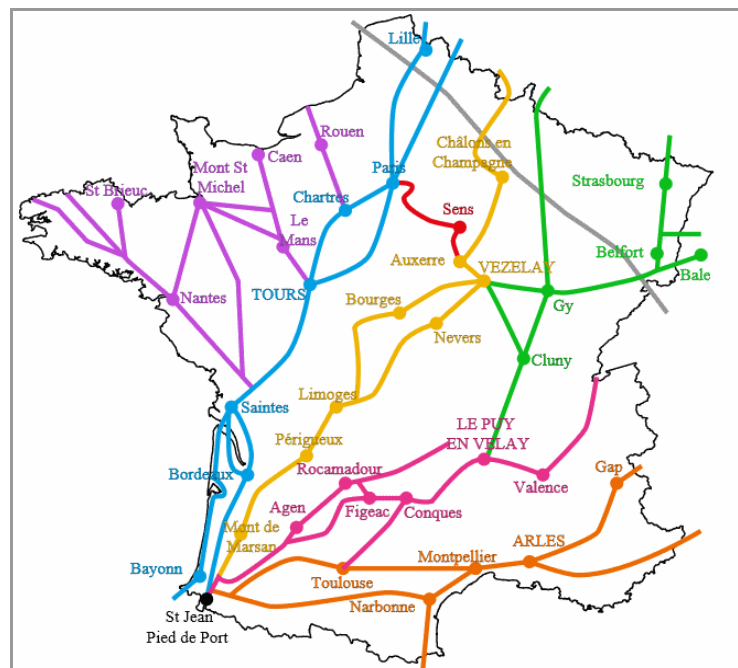 Lille
Rouen
Châlons en
Champagne
Caen
Paris
St Brieuc
Mont St
Michel
Strasbourg
Chartres
Sens
Le
Mans
Auxerre
VEZELAY
Belfort
Bale
Nantes
TOURS
Bourges
Gy
Nevers
Cluny
Limoges
Saintes
LE PUY
EN VELAY
Périgueux
Rocamadour
Bordeaux
Gap
Valence
Agen
Figeac
Conques
Mont de
Marsan
ARLES
Montpellier
Bayonn
Toulouse
Narbonne
St Jean
Pied de Port